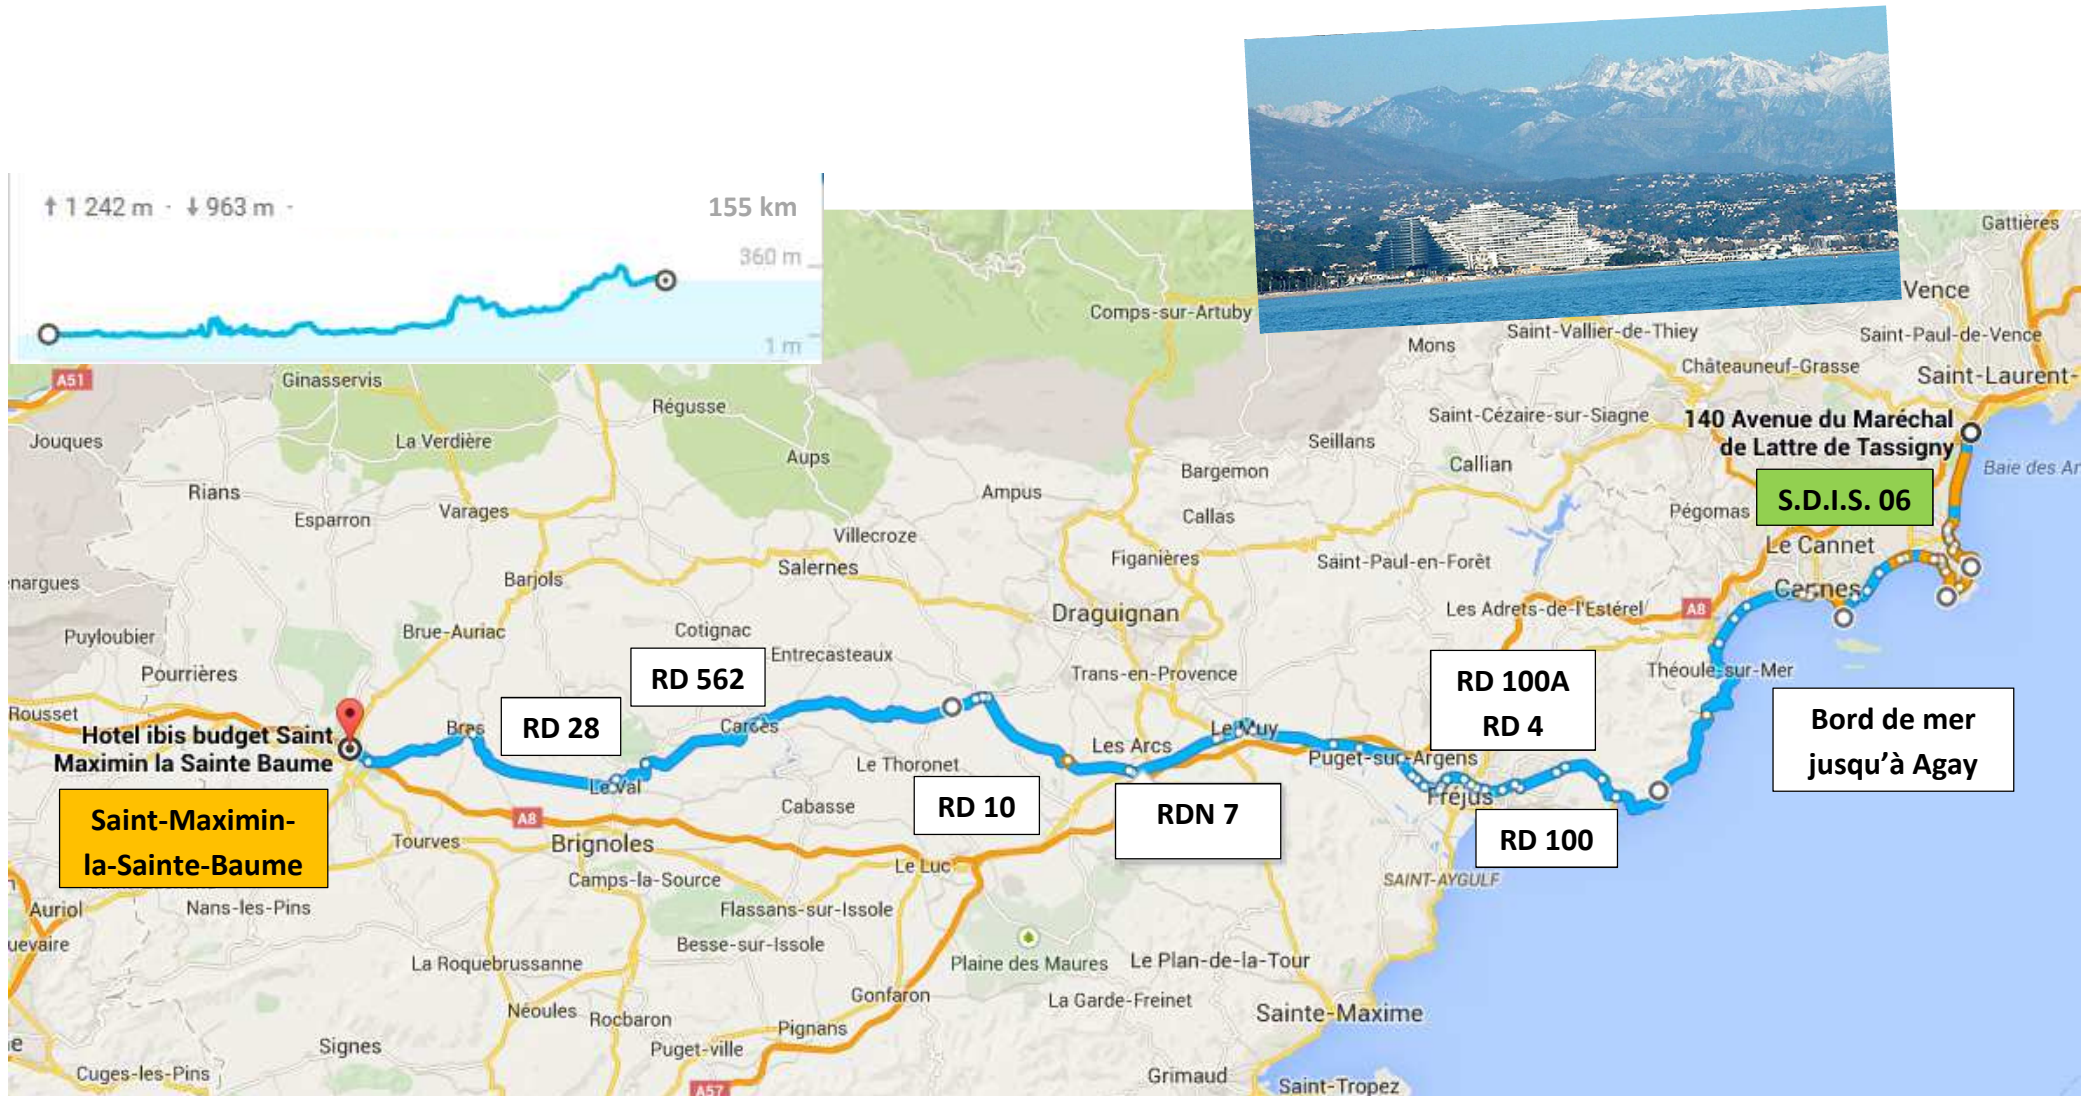 ↑ 1 242 m · ↓ 963 m ·
155 km
360 m
1 m
Gattières
Vence
Comps-sur-Artuby
Saint-Vallier-de-Thiey
Saint-Paul-de-Vence
Mons
Châteauneuf-Grasse
Saint-Laurent-
A51
Ginasservis
Régusse
Saint-Cézaire-sur-Siagne
140 Avenue du Maréchal
de Lattre de Tassigny
Jouques
La Verdière
Seillans
Aups
Bargemon
Callian
Baie des An
Rians
Ampus
S.D.I.S. 06
Esparron
Varages
Callas
Pégomas
Villecroze
Le Cannet
Figanières
Saint-Paul-en-Forêt
enargues
Barjols
Salernes
Cannes
Draguignan
Les Adrets-de-l'Estérel
A8
Puyloubier
Brue-Auriac
Cotignac
Entrecasteaux
Pourrières
RD 562
Trans-en-Provence
RD 100A
RD 4
Théoule-sur-Mer
Rousset
Hotel ibis budget Saint
Maximin la Sainte Baume
Bras
RD 28
Carcès
Le Muy
Bord de mer
jusqu'à Agay
Les Arcs
Puget-sur-Argens
Le Thoronet
Le Val
Fréjus
Saint-Maximin-
la-Sainte-Baume
A8
Cabasse
RD 10
RDN 7
RD 100
Tourves
Brignoles
Le Luc
Camps-la-Source
SAINT-AYGULF
Auriol
Nans-les-Pins
Flassans-sur-Issole
uevaire
Besse-sur-Issole
La Roquebrussanne
Plaine des Maures
Le Plan-de-la-Tour
Gonfaron
La Garde-Freinet
Néoules
Rocbaron
Pignans
Sainte-Maxime
Signes
Puget-ville
Cuges-les-Pins
A57
Grimaud
Saint-Tropez